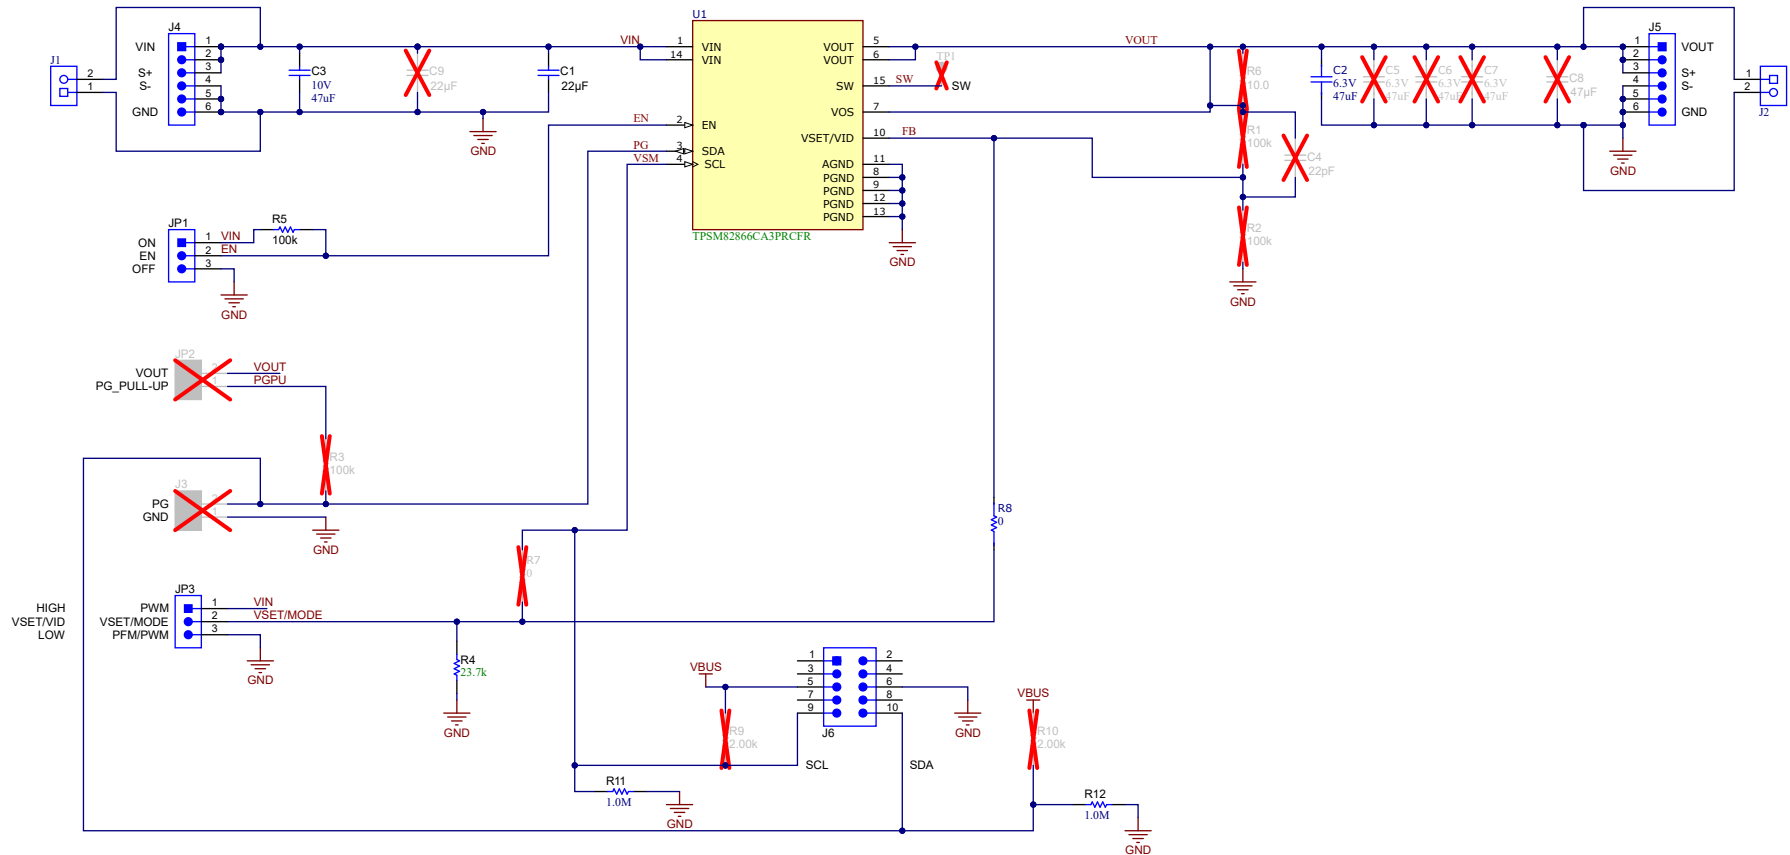 U1
TPSM82866CA3PRCFR
1 VIN
14 VIN
2 EN
3 SDA
4 SCL
VOUT 5
VOUT 6
SW 15
VOS 7
VSET/VID 10
AGND 11
PGND 8
PGND 9
PGND 12
PGND 13
VIN
EN
PG
VSM
SW
FB
VOUT
GND
J1
2
1
J4
VIN 1
2
S+ 3
S- 4
5
GND 6
C3
10V
47uF
C9
22µF
C1
22µF
GND
TP1
SW
R6
10.0
R1
100k
C4
22pF
R2
100k
GND
C2
6.3V
47uF
C5
6.3V
47uF
C6
6.3V
47uF
C7
6.3V
47uF
C8
47µF
J5
1 VOUT
2
3 S+
4 S-
5
6 GND
GND
1
2
J2
JP1
ON 1 VIN
EN 2 EN
OFF 3
R5
100k
GND
JP2
VOUT VOUT
PG_PULL-UP 1 PGPU
R3
100k
J3
PG
GND 1
GND
R7
0
R8
0
JP3
HIGH PWM 1 VIN
VSET/VID VSET/MODE 2 VSET/MODE
LOW PFM/PWM 3
GND
R4
23.7k
GND
VBUS
R9
2.00k
1 2
3 4
5 6
7 8
9 10
J6
GND
SCL
SDA
VBUS
R10
2.00k
R11
1.0M
GND
R12
1.0M
GND